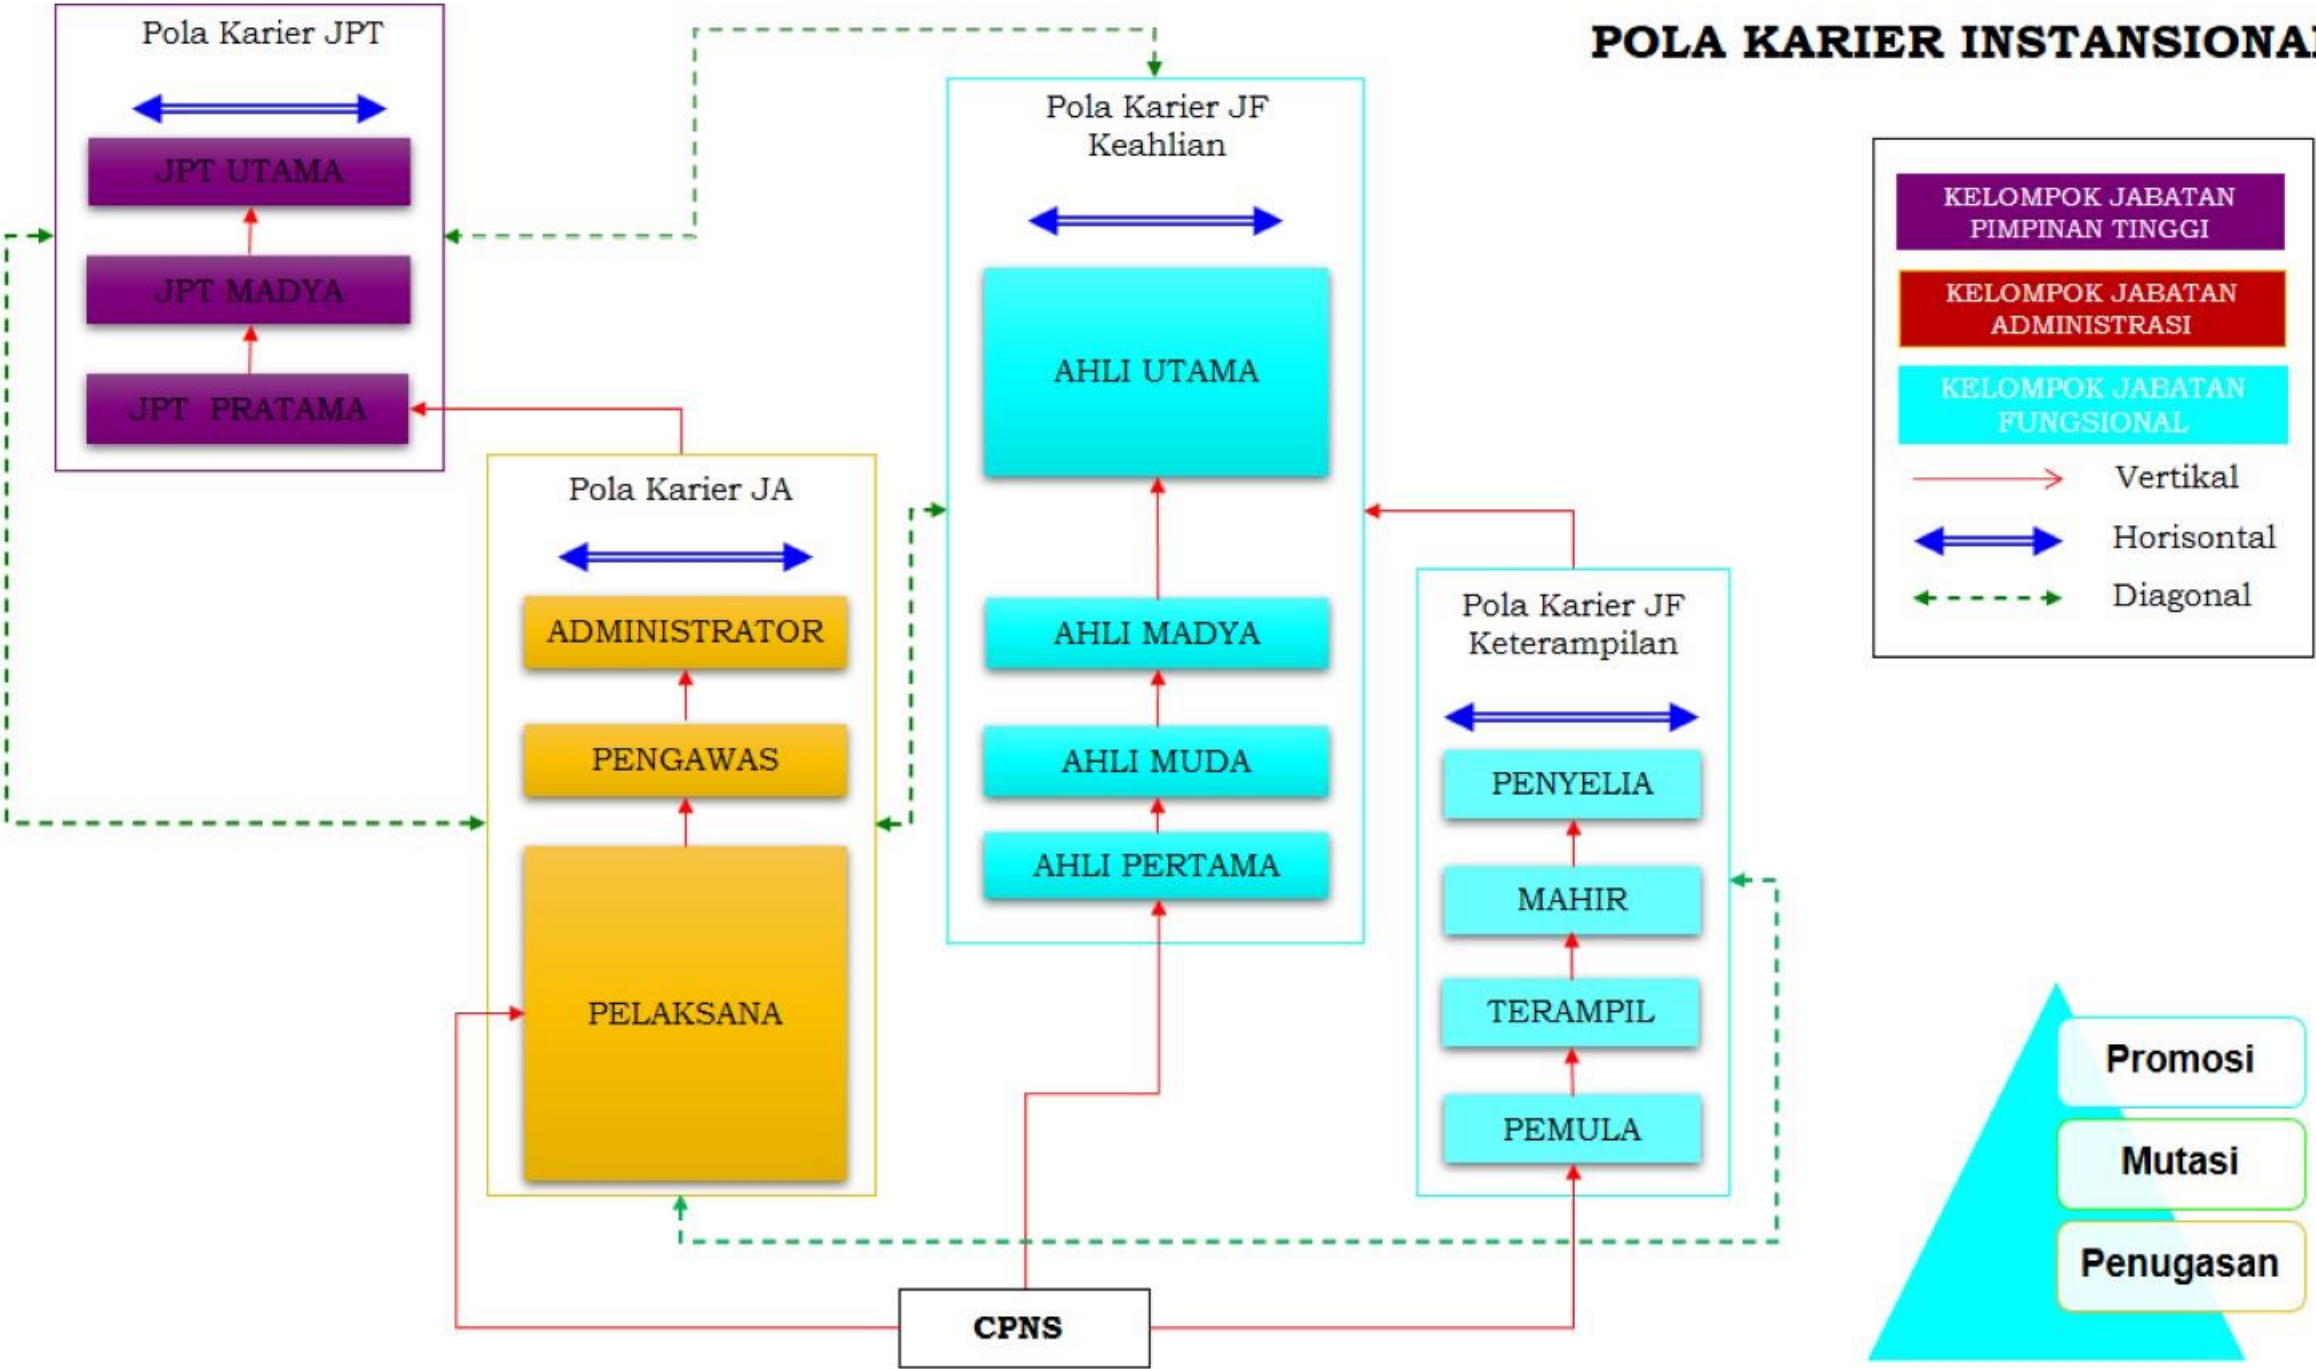 POLA KARIER INSTANSIONAL
Pola Karier JPT
JPT UTAMA
JPT MADYA
JPT PRATAMA
Pola Karier JA
ADMINISTRATOR
PENGAWAS
PELAKSANA
Pola Karier JF
Keahlian
AHLI UTAMA
AHLI MADYA
AHLI MUDA
AHLI PERTAMA
Pola Karier JF
Keterampilan
PENYELIA
MAHIR
TERAMPIL
PEMULA
CPNS
KELOMPOK JABATAN
PIMPINAN TINGGI
KELOMPOK JABATAN
ADMINISTRASI
KELOMPOK JABATAN
FUNGSIONAL
Vertikal
Horisontal
Diagonal
Promosi
Mutasi
Penugasan